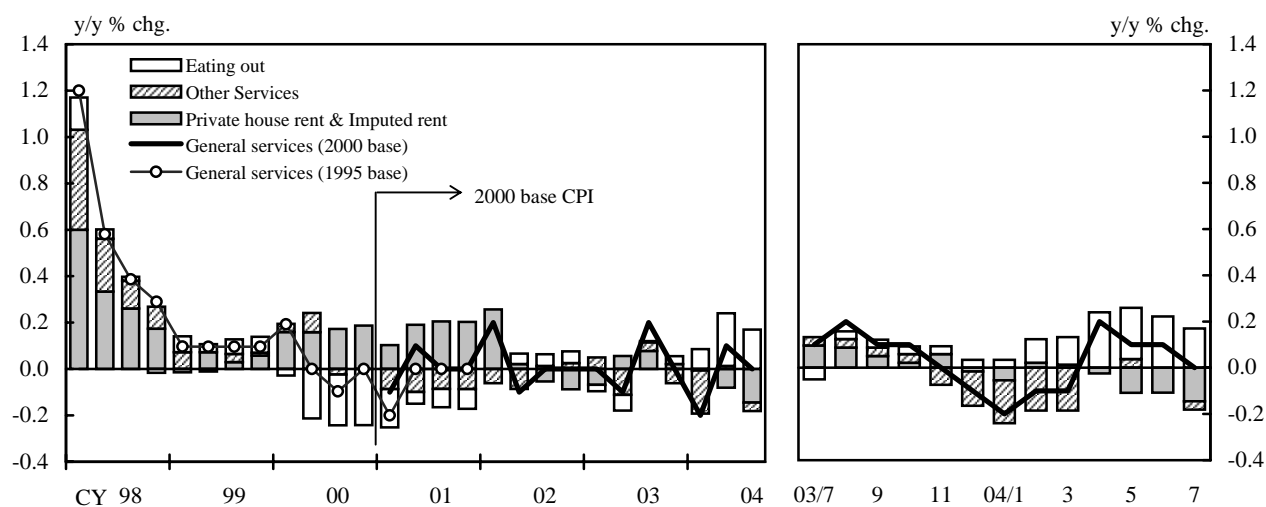 y/y % chg.
y/y % chg.
1.4
1.2
1.0
0.8
0.6
0.4
0.2
0.0
-0.2
-0.4
Eating out
Other Services
Private house rent & Imputed rent
General services (2000 base)
General services (1995 base)
2000 base CPI
1.4
1.2
1.0
0.8
0.6
0.4
0.2
0.0
-0.2
-0.4
CY 98 99 00 01 02 03 04
03/7 9 11 04/1 3 5 7